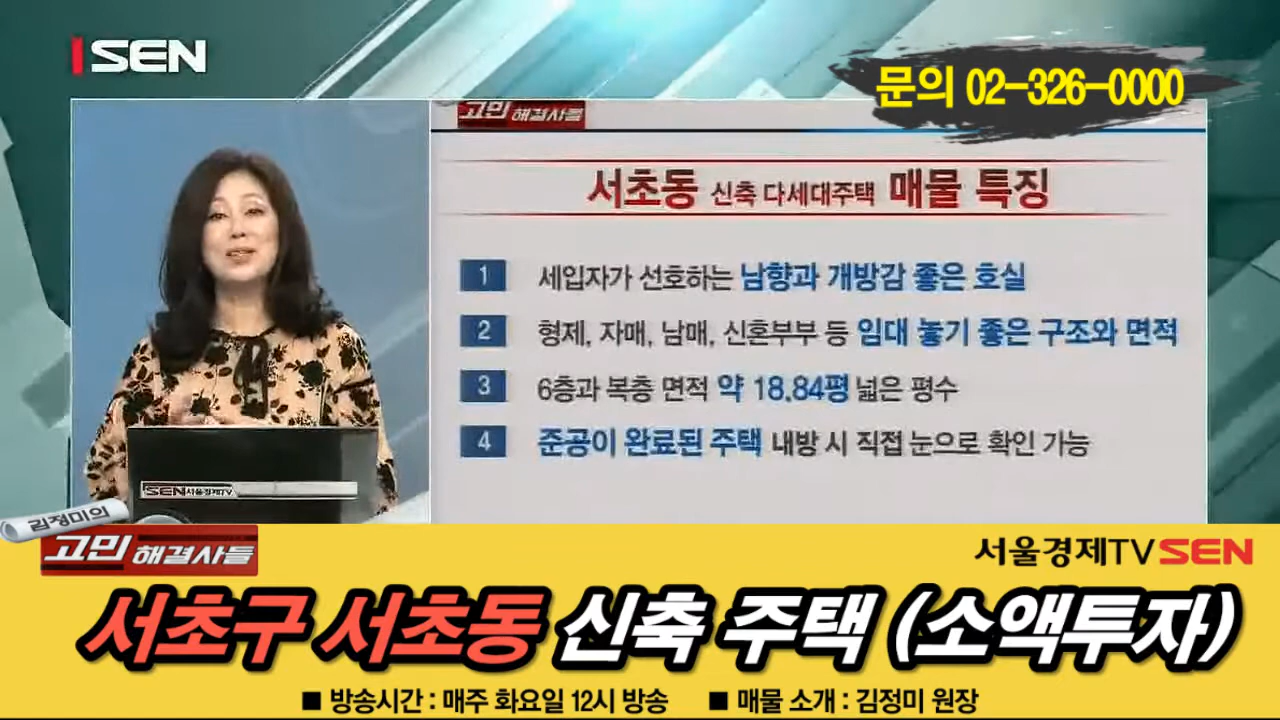 SEN
문의 02-326-0000
고민 해결사들
서초동 신축 다세대주택 매물 특징
1 세입자가 선호하는 남향과 개방감 좋은 호실
2 형제, 자매, 남매, 신혼부부 등 임대 놓기 좋은 구조와 면적
3 6층과 복층 면적 약 18.84평 넓은 평수
4 준공이 완료된 주택 내방 시 직접 눈으로 확인 가능
SEN 서울경제TV
김정미의
고민 해결사들
서울경제TV SEN
서초구 서초동 신축 주택 (소액투자)
■ 방송시간 : 매주 화요일 12시 방송 ■ 매물 소개 : 김정미 원장